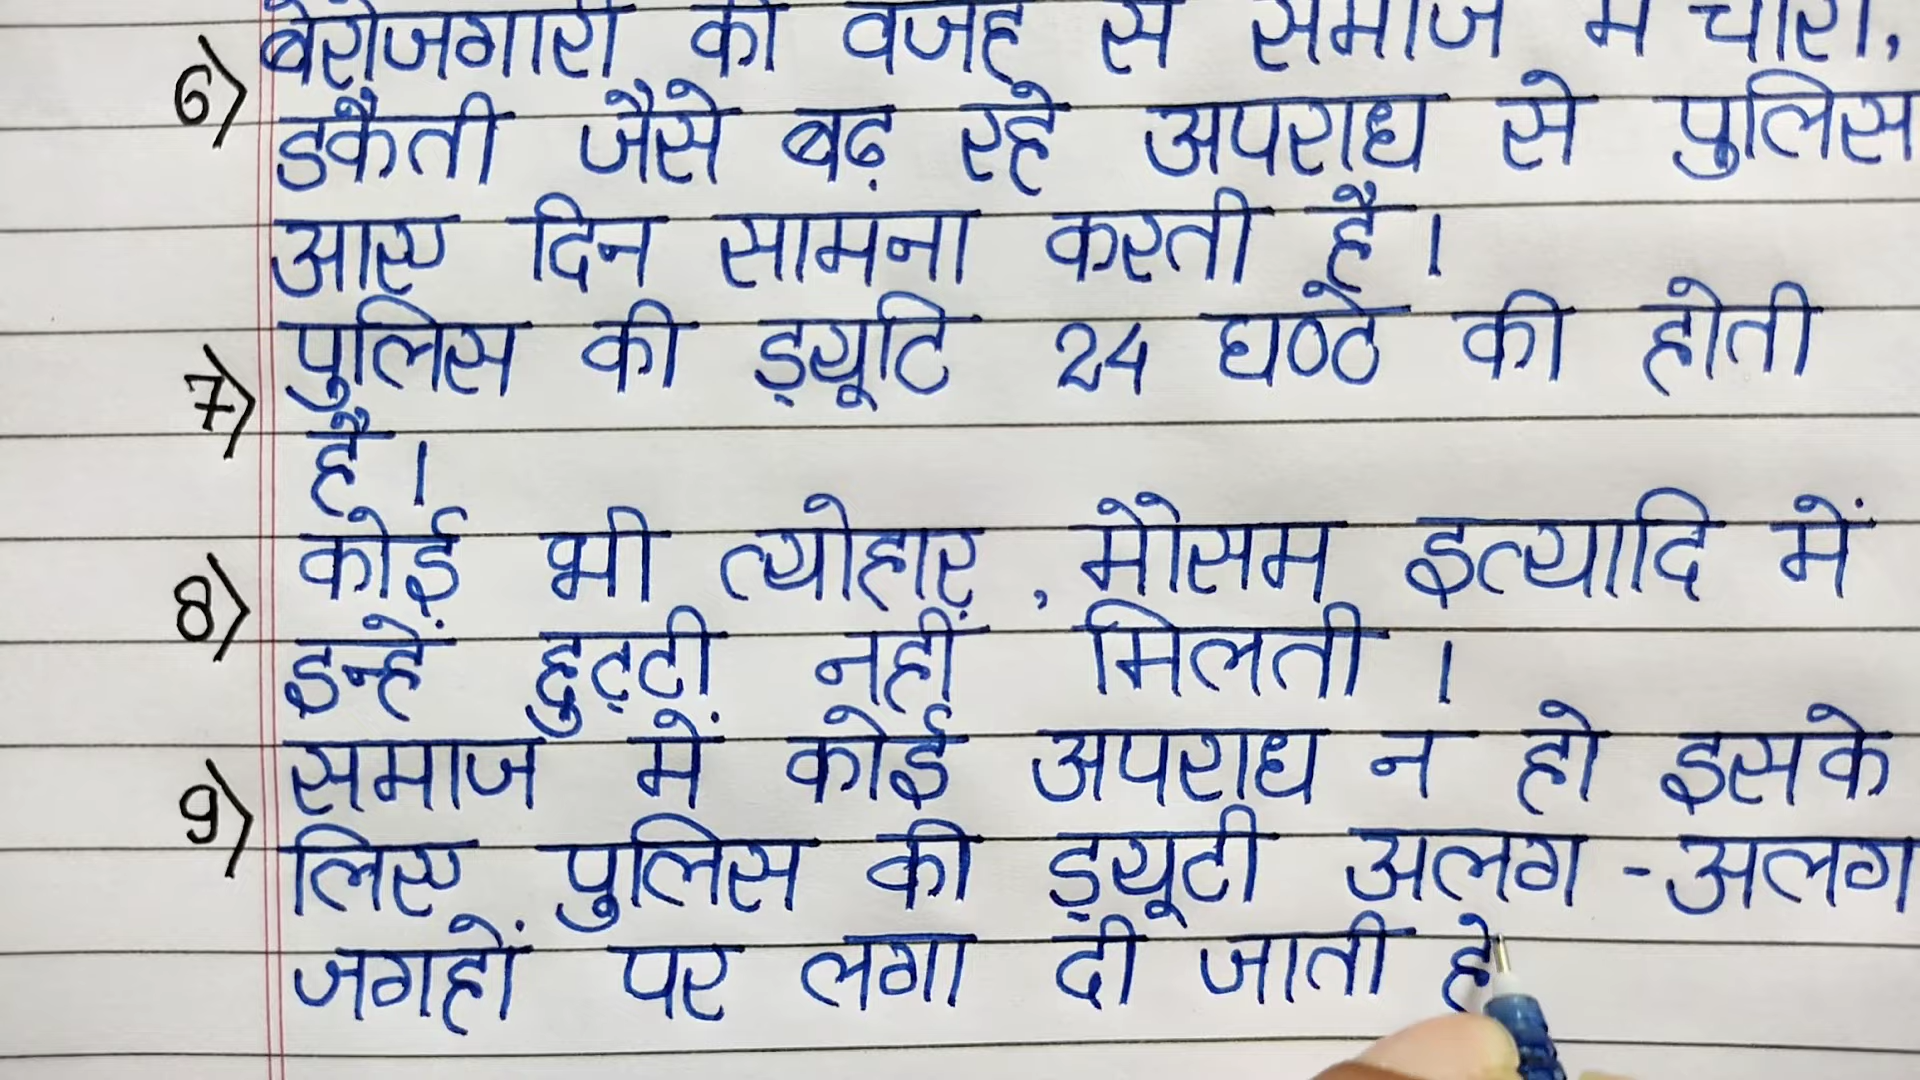 6) बेरोजगारी की वजह से समाज में चोरी,
डकैती जैसे बढ़ रहे अपराध से पुलिस
आए दिन सामना करती है।
7) पुलिस की ड्यूटि 24 घण्टे की होती
है।
8) कोई भी त्योहार, मौसम इत्यादि में
इन्हें छुट्टी नहीं मिलती ।
9) समाज में कोई अपराध न हो इसके
लिए पुलिस की ड्यूटी अलग -अलग
जगहों पर लगा दी जाती हे